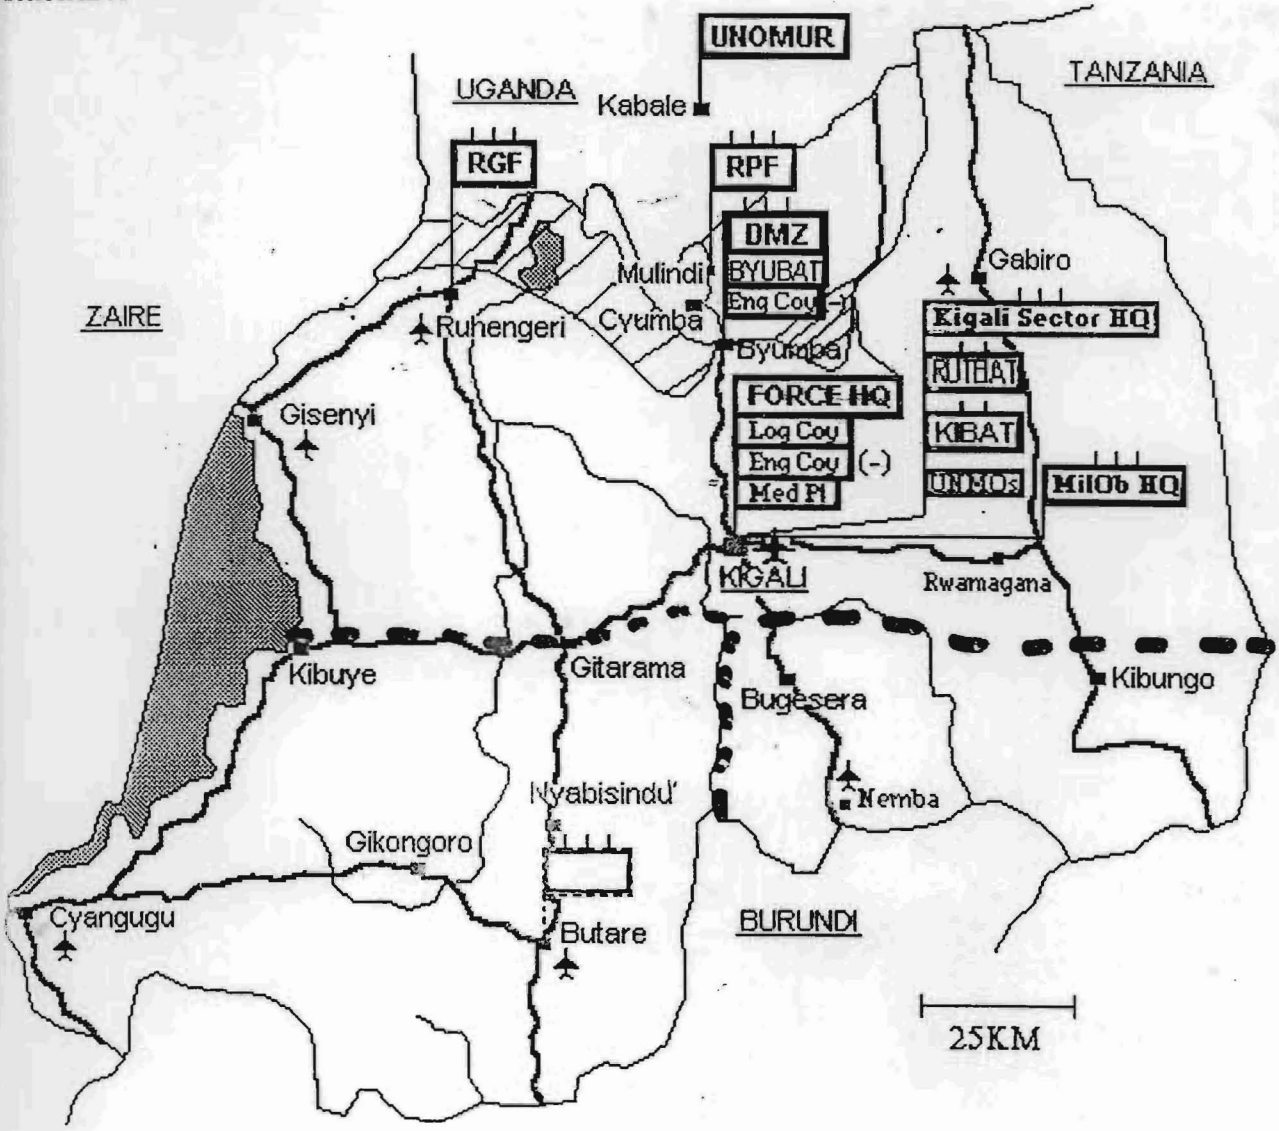 UNOMUR
UGANDA
TANZANIA
Kabale
RGF
RPF
DMZ
BYUBAT
Eng Coy (-)
Mulindi
Cyumba
Byumba
Gabiro
Kigali Sector HQ
RUTBAT
KIBAT
UNMOs
MilOb HQ
ZAIRE
Ruhengeri
FORCE HQ
Log Coy
Eng Coy (-)
Med Pl
Gisenyi
KIGALI
Rwamagana
Kibuye
Gitarama
Bugesera
Kibungo
Nyabisindu'
Nemba
Gikongoro
Cyangugu
Butare
BURUNDI
25KM